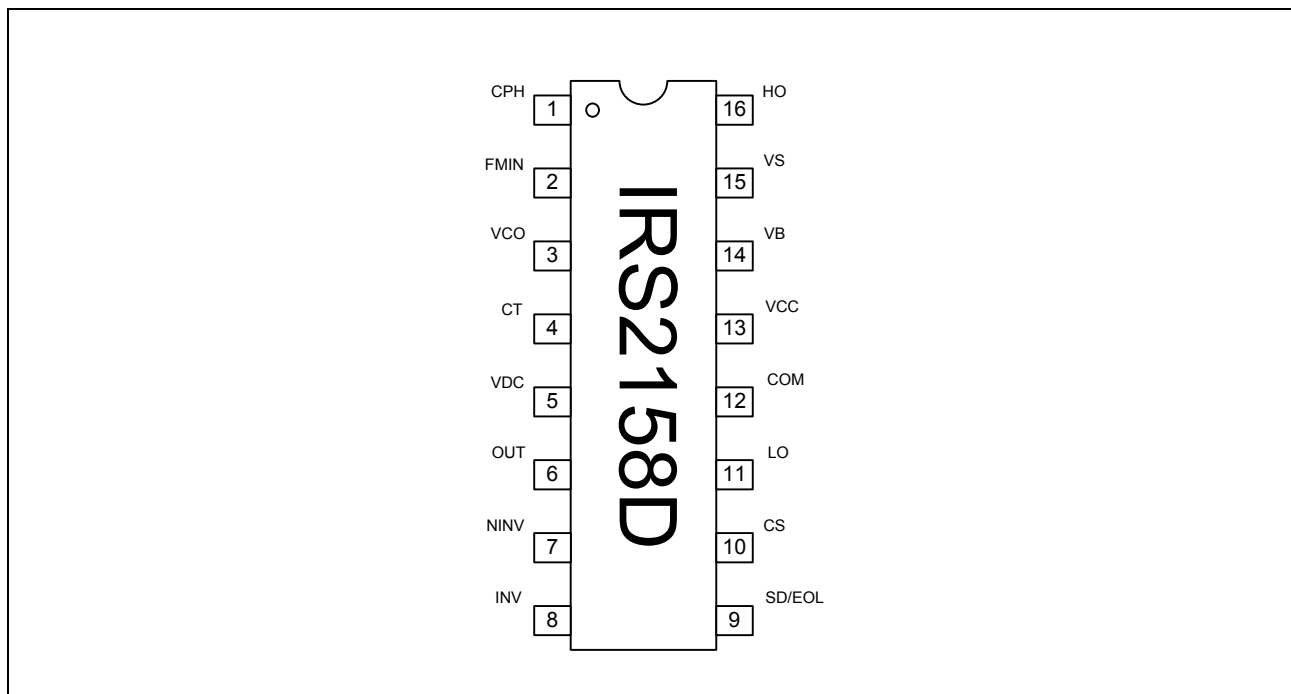 CPH 1 16 HO
FMIN 2 15 VS
VCO 3 14 VB
CT 4 13 VCC
VDC 5 12 COM
OUT 6 11 LO
NINV 7 10 CS
INV 8 9 SD/EOL
IRS2158D